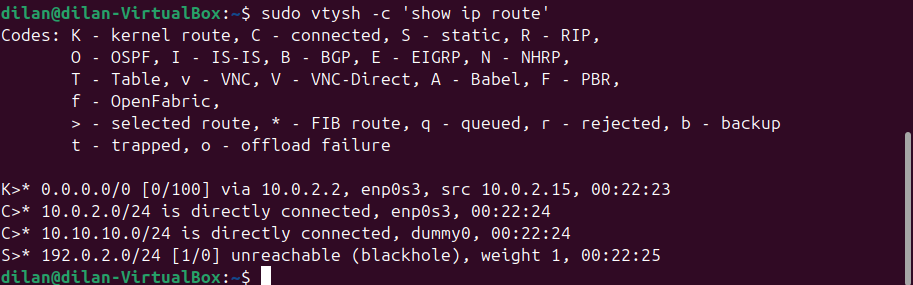 dilan@dilan-VirtualBox:~$ sudo vtysh -c 'show ip route'
Codes: K - kernel route, C - connected, S - static, R - RIP,
       O - OSPF, I - IS-IS, B - BGP, E - EIGRP, N - NHRP,
       T - Table, v - VNC, V - VNC-Direct, A - Babel, F - PBR,
       f - OpenFabric,
       > - selected route, * - FIB route, q - queued, r - rejected, b - backup
       t - trapped, o - offload failure

K>* 0.0.0.0/0 [0/100] via 10.0.2.2, enp0s3, src 10.0.2.15, 00:22:23
C>* 10.0.2.0/24 is directly connected, enp0s3, 00:22:24
C>* 10.10.10.0/24 is directly connected, dummy0, 00:22:24
S>* 192.0.2.0/24 [1/0] unreachable (blackhole), weight 1, 00:22:25
dilan@dilan-VirtualBox:~$